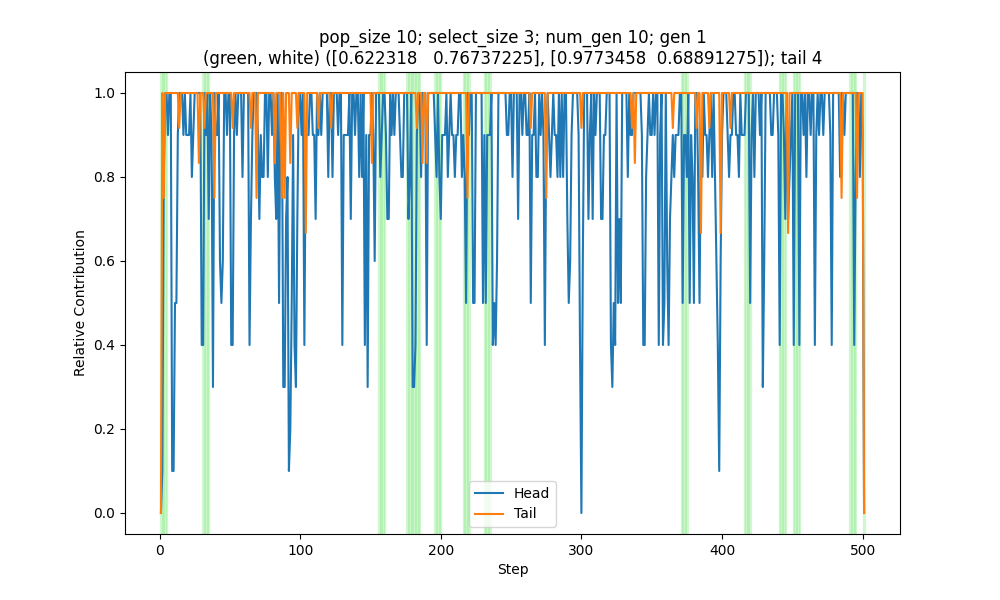 pop_size 10; select_size 3; num_gen 10; gen 1
(green, white) ([0.622318   0.76737225], [0.9773458  0.68891275]); tail 4
Relative Contribution
1.0
0.8
0.6
0.4
0.2
0.0
Head
Tail
0
100
200
300
400
500
Step